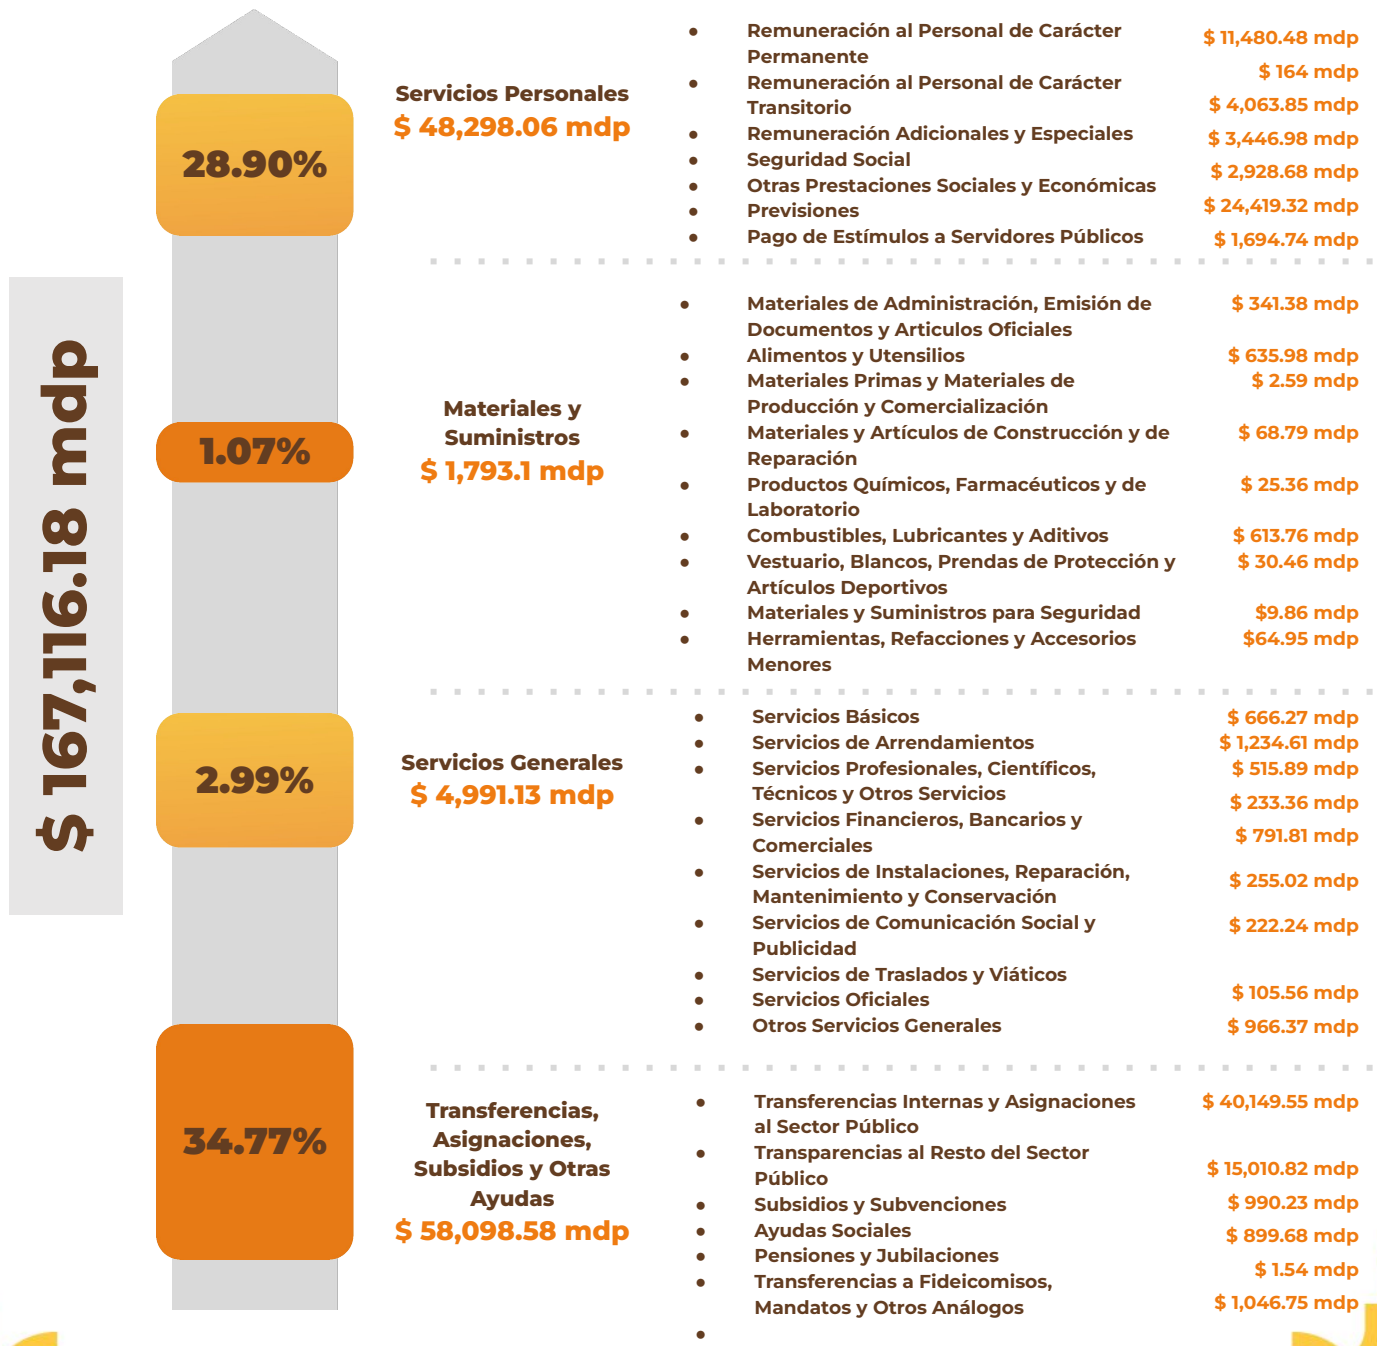 $ 167,116.18 mdp
28.90%
Servicios Personales
$ 48,298.06 mdp
● Remuneración al Personal de Carácter
Permanente
● Remuneración al Personal de Carácter
Transitorio
● Remuneración Adicionales y Especiales
● Seguridad Social
● Otras Prestaciones Sociales y Económicas
● Previsiones
● Pago de Estímulos a Servidores Públicos
$ 11,480.48 mdp
$ 164 mdp
$ 4,063.85 mdp
$ 3,446.98 mdp
$ 2,928.68 mdp
$ 24,419.32 mdp
$ 1,694.74 mdp
1.07%
Materiales y
Suministros
$ 1,793.1 mdp
● Materiales de Administración, Emisión de
Documentos y Articulos Oficiales
● Alimentos y Utensilios
● Materiales Primas y Materiales de
Producción y Comercialización
● Materiales y Artículos de Construcción y de
Reparación
● Productos Químicos, Farmacéuticos y de
Laboratorio
● Combustibles, Lubricantes y Aditivos
● Vestuario, Blancos, Prendas de Protección y
Artículos Deportivos
● Materiales y Suministros para Seguridad
● Herramientas, Refacciones y Accesorios
Menores
$ 341.38 mdp
$ 635.98 mdp
$ 2.59 mdp
$ 68.79 mdp
$ 25.36 mdp
$ 613.76 mdp
$ 30.46 mdp
$9.86 mdp
$64.95 mdp
2.99%
Servicios Generales
$ 4,991.13 mdp
● Servicios Básicos
● Servicios de Arrendamientos
● Servicios Profesionales, Científicos,
Técnicos y Otros Servicios
● Servicios Financieros, Bancarios y
Comerciales
● Servicios de Instalaciones, Reparación,
Mantenimiento y Conservación
● Servicios de Comunicación Social y
Publicidad
● Servicios de Traslados y Viáticos
● Servicios Oficiales
● Otros Servicios Generales
$ 666.27 mdp
$ 1,234.61 mdp
$ 515.89 mdp
$ 233.36 mdp
$ 791.81 mdp
$ 255.02 mdp
$ 222.24 mdp
$ 105.56 mdp
$ 966.37 mdp
34.77%
Transferencias,
Asignaciones,
Subsidios y Otras
Ayudas
$ 58,098.58 mdp
● Transferencias Internas y Asignaciones
al Sector Público
● Transparencias al Resto del Sector
Público
● Subsidios y Subvenciones
● Ayudas Sociales
● Pensiones y Jubilaciones
● Transferencias a Fideicomisos,
Mandatos y Otros Análogos
●
$ 40,149.55 mdp
$ 15,010.82 mdp
$ 990.23 mdp
$ 899.68 mdp
$ 1.54 mdp
$ 1,046.75 mdp